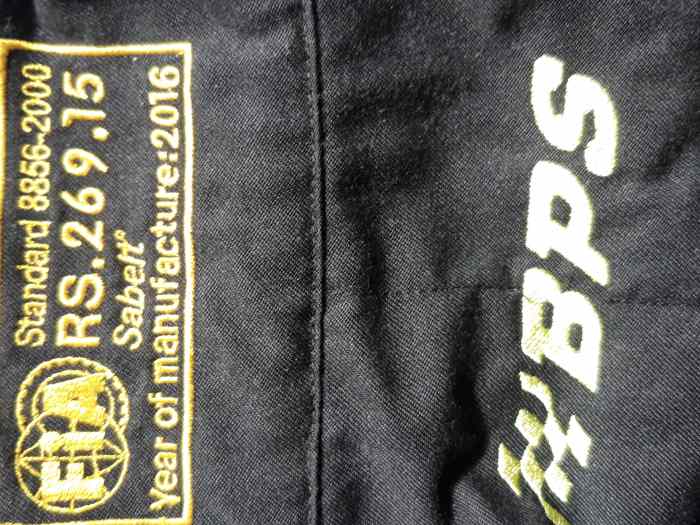 FIA
Standard 8856-2000
RS.269.15
Sabelt
Year of manufacture:2016
BPS